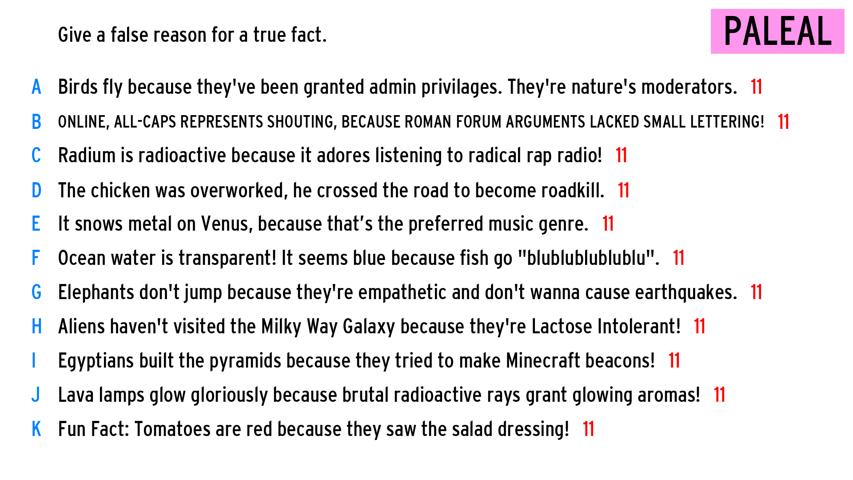 Give a false reason for a true fact.
PALEAL
A Birds fly because they've been granted admin privilages. They're nature's moderators. 11
B ONLINE, ALL-CAPS REPRESENTS SHOUTING, BECAUSE ROMAN FORUM ARGUMENTS LACKED SMALL LETTERING! 11
C Radium is radioactive because it adores listening to radical rap radio! 11
D The chicken was overworked, he crossed the road to become roadkill. 11
E It snows metal on Venus, because that’s the preferred music genre. 11
F Ocean water is transparent! It seems blue because fish go "blublublublublu". 11
G Elephants don't jump because they're empathetic and don't wanna cause earthquakes. 11
H Aliens haven't visited the Milky Way Galaxy because they're Lactose Intolerant! 11
I Egyptians built the pyramids because they tried to make Minecraft beacons! 11
J Lava lamps glow gloriously because brutal radioactive rays grant glowing aromas! 11
K Fun Fact: Tomatoes are red because they saw the salad dressing! 11